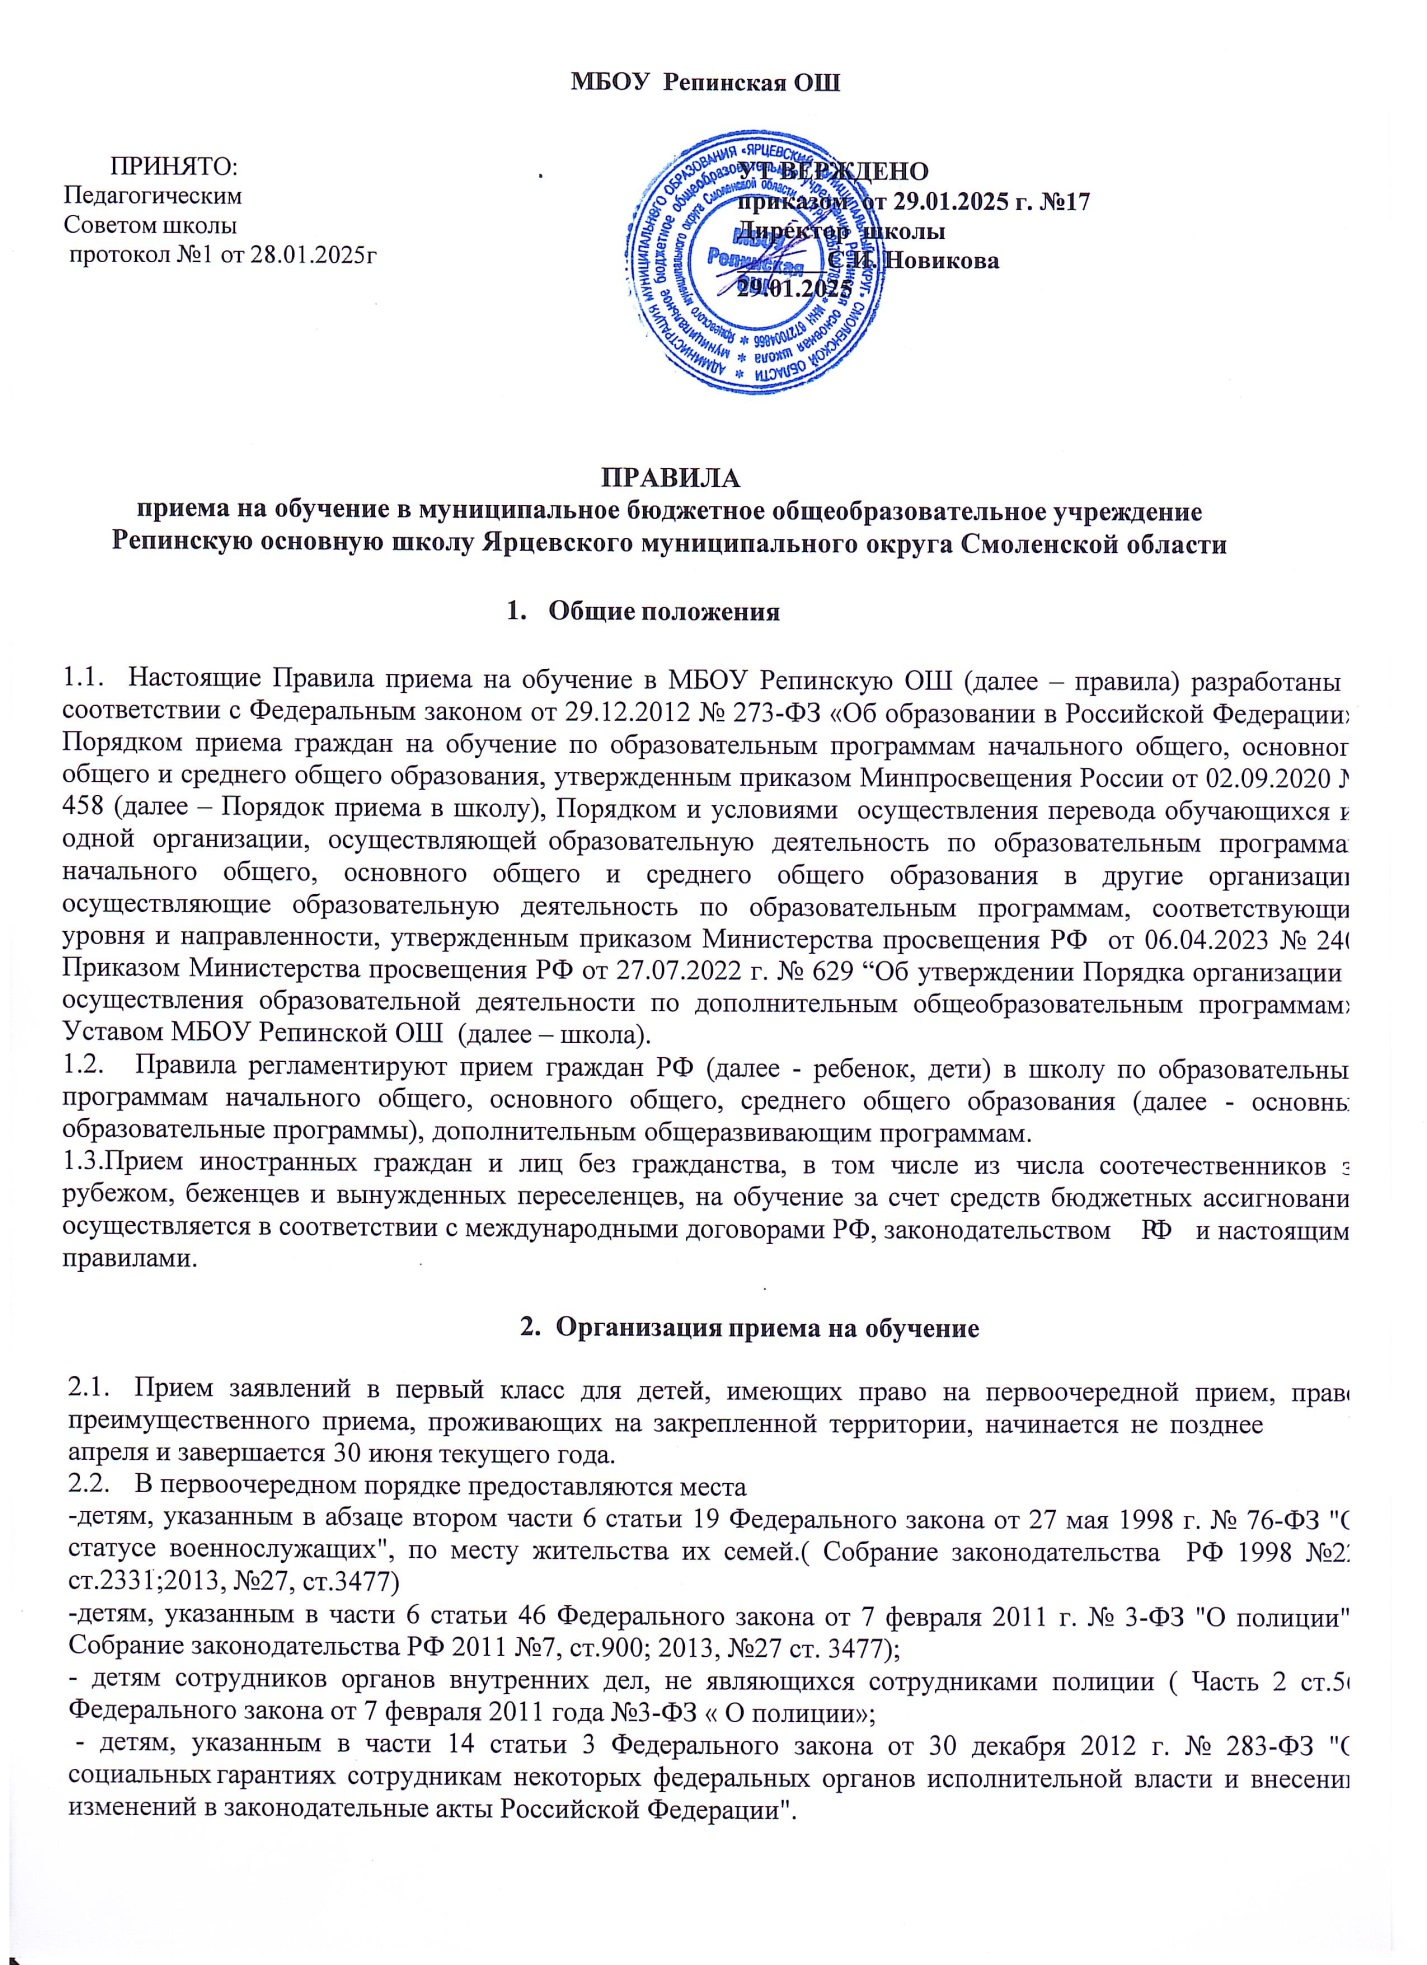 МБОУ Репинская ОШ
ПРИНЯТО:
Педагогическим
Советом школы
протокол №1 от 28.01.2025г
УТ ВЕРЖДЕНО
приказом от 29.01.2025 г. №17
Директор школы
_______С.И. Новикова
29.01.2025
МБОУ
Репинская
ОШ
ПРАВИЛА
приема на обучение в муниципальное бюджетное общеобразовательное учреждение
Репинскую основную школу Ярцевского муниципального округа Смоленской области
1. Общие положения
1.1. Настоящие Правила приема на обучение в МБОУ Репинскую ОШ (далее – правила) разработаны
соответствии с Федеральным законом от 29.12.2012 № 273-ФЗ «Об образовании в Российской Федерации»
Порядком приема граждан на обучение по образовательным программам начального общего, основног
общего и среднего общего образования, утвержденным приказом Минпросвещения России от 02.09.2020 №
458 (далее – Порядок приема в школу), Порядком и условиями осуществления перевода обучающихся и
одной организации, осуществляющей образовательную деятельность по образовательным программа
начального общего, основного общего и среднего общего образования в другие организации
осуществляющие образовательную деятельность по образовательным программам, соответствующи
уровня и направленности, утвержденным приказом Министерства просвещения РФ от 06.04.2023 № 240
Приказом Министерства просвещения РФ от 27.07.2022 г. № 629 “Об утверждении Порядка организации
осуществления образовательной деятельности по дополнительным общеобразовательным программам»
Уставом МБОУ Репинской ОШ (далее – школа).
1.2. Правила регламентируют прием граждан РФ (далее - ребенок, дети) в школу по образовательны
программам начального общего, основного общего, среднего общего образования (далее - основны
образовательные программы), дополнительным общеразвивающим программам.
1.3.Прием иностранных граждан и лиц без гражданства, в том числе из числа соотечественников з
рубежом, беженцев и вынужденных переселенцев, на обучение за счет средств бюджетных ассигновани
осуществляется в соответствии с международными договорами РФ, законодательством РФ и настоящим
правилами.
2. Организация приема на обучение
2.1. Прием заявлений в первый класс для детей, имеющих право на первоочередной прием, право
преимущественного приема, проживающих на закрепленной территории, начинается не позднее
апреля и завершается 30 июня текущего года.
2.2. В первоочередном порядке предоставляются места
-детям, указанным в абзаце втором части 6 статьи 19 Федерального закона от 27 мая 1998 г. № 76-ФЗ "О
статусе военнослужащих", по месту жительства их семей.( Собрание законодательства РФ 1998 №22
ст.2331;2013, №27, ст.3477)
-детям, указанным в части 6 статьи 46 Федерального закона от 7 февраля 2011 г. № 3-ФЗ "О полиции"
Собрание законодательства РФ 2011 №7, ст.900; 2013, №27 ст. 3477);
- детям сотрудников органов внутренних дел, не являющихся сотрудниками полиции ( Часть 2 ст.56
Федерального закона от 7 февраля 2011 года №3-ФЗ « О полиции»;
- детям, указанным в части 14 статьи 3 Федерального закона от 30 декабря 2012 г. № 283-ФЗ "О
социальных гарантиях сотрудникам некоторых федеральных органов исполнительной власти и внесении
изменений в законодательные акты Российской Федерации".